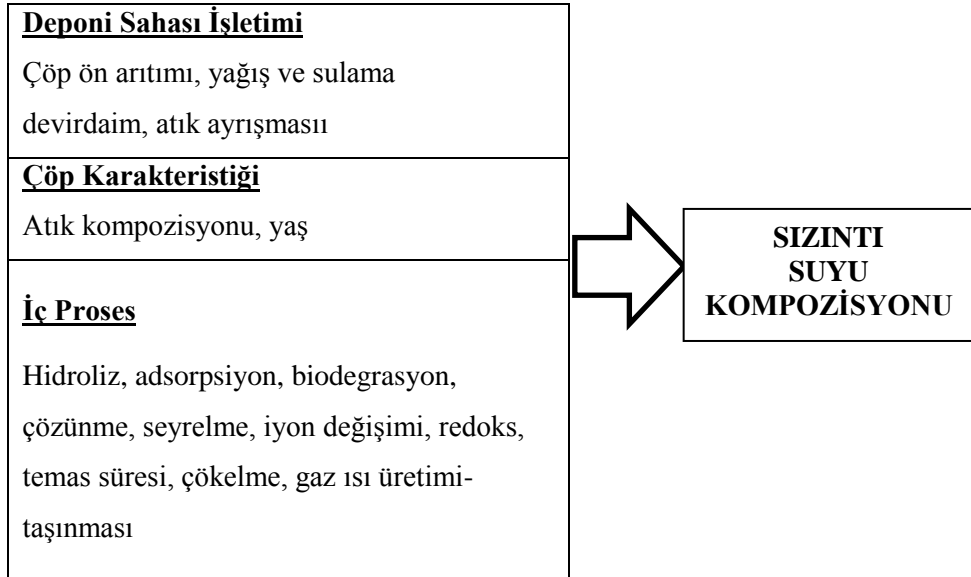 Deponi Sahası İşletimi
Çöp ön arıtımı, yağış ve sulama
devirdaim, atık ayrışmasıı
Çöp Karakteristiği
Atık kompozisyonu, yaş
İç Proses
Hidroliz, adsorpsiyon, biodegrasyon,
çözünme, seyrelme, iyon değişimi, redoks,
temas süresi, çökelme, gaz ısı üretimi-
taşınması
SIZINTI
SUYU
KOMPOZİSYONU